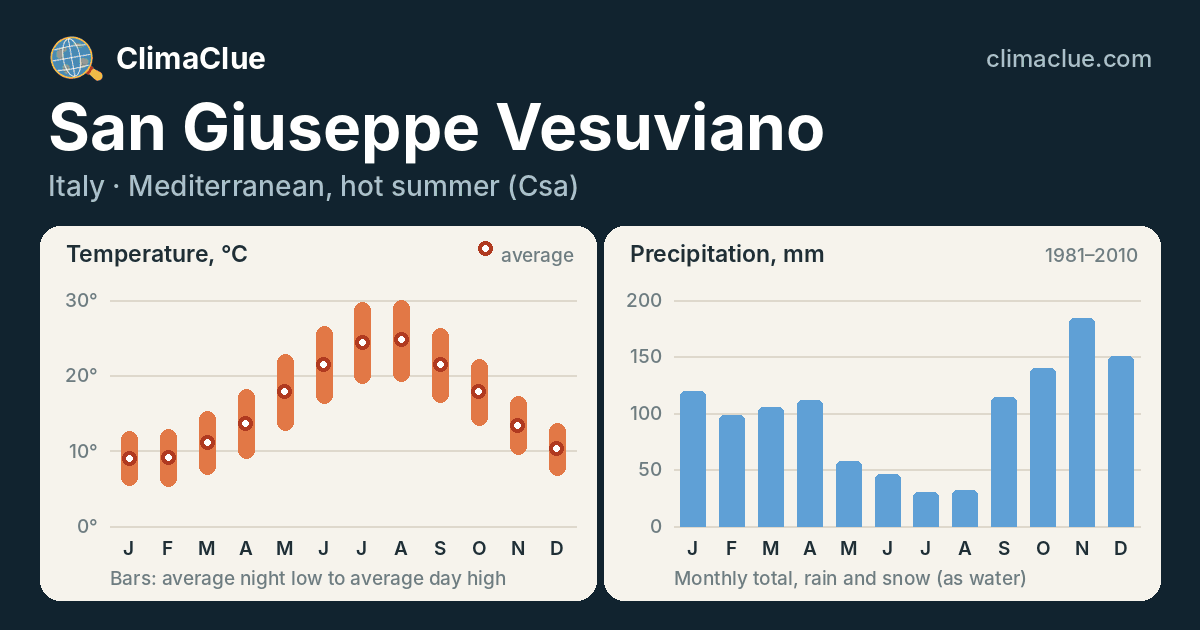 ClimaClue
climaclue.com
San Giuseppe Vesuviano
Italy · Mediterranean, hot summer (Csa)
Temperature, °C
average
30°
20°
10°
0°
J F M A M J J A S O N D
Bars: average night low to average day high
Precipitation, mm
1981–2010
200
150
100
50
0
J F M A M J J A S O N D
Monthly total, rain and snow (as water)